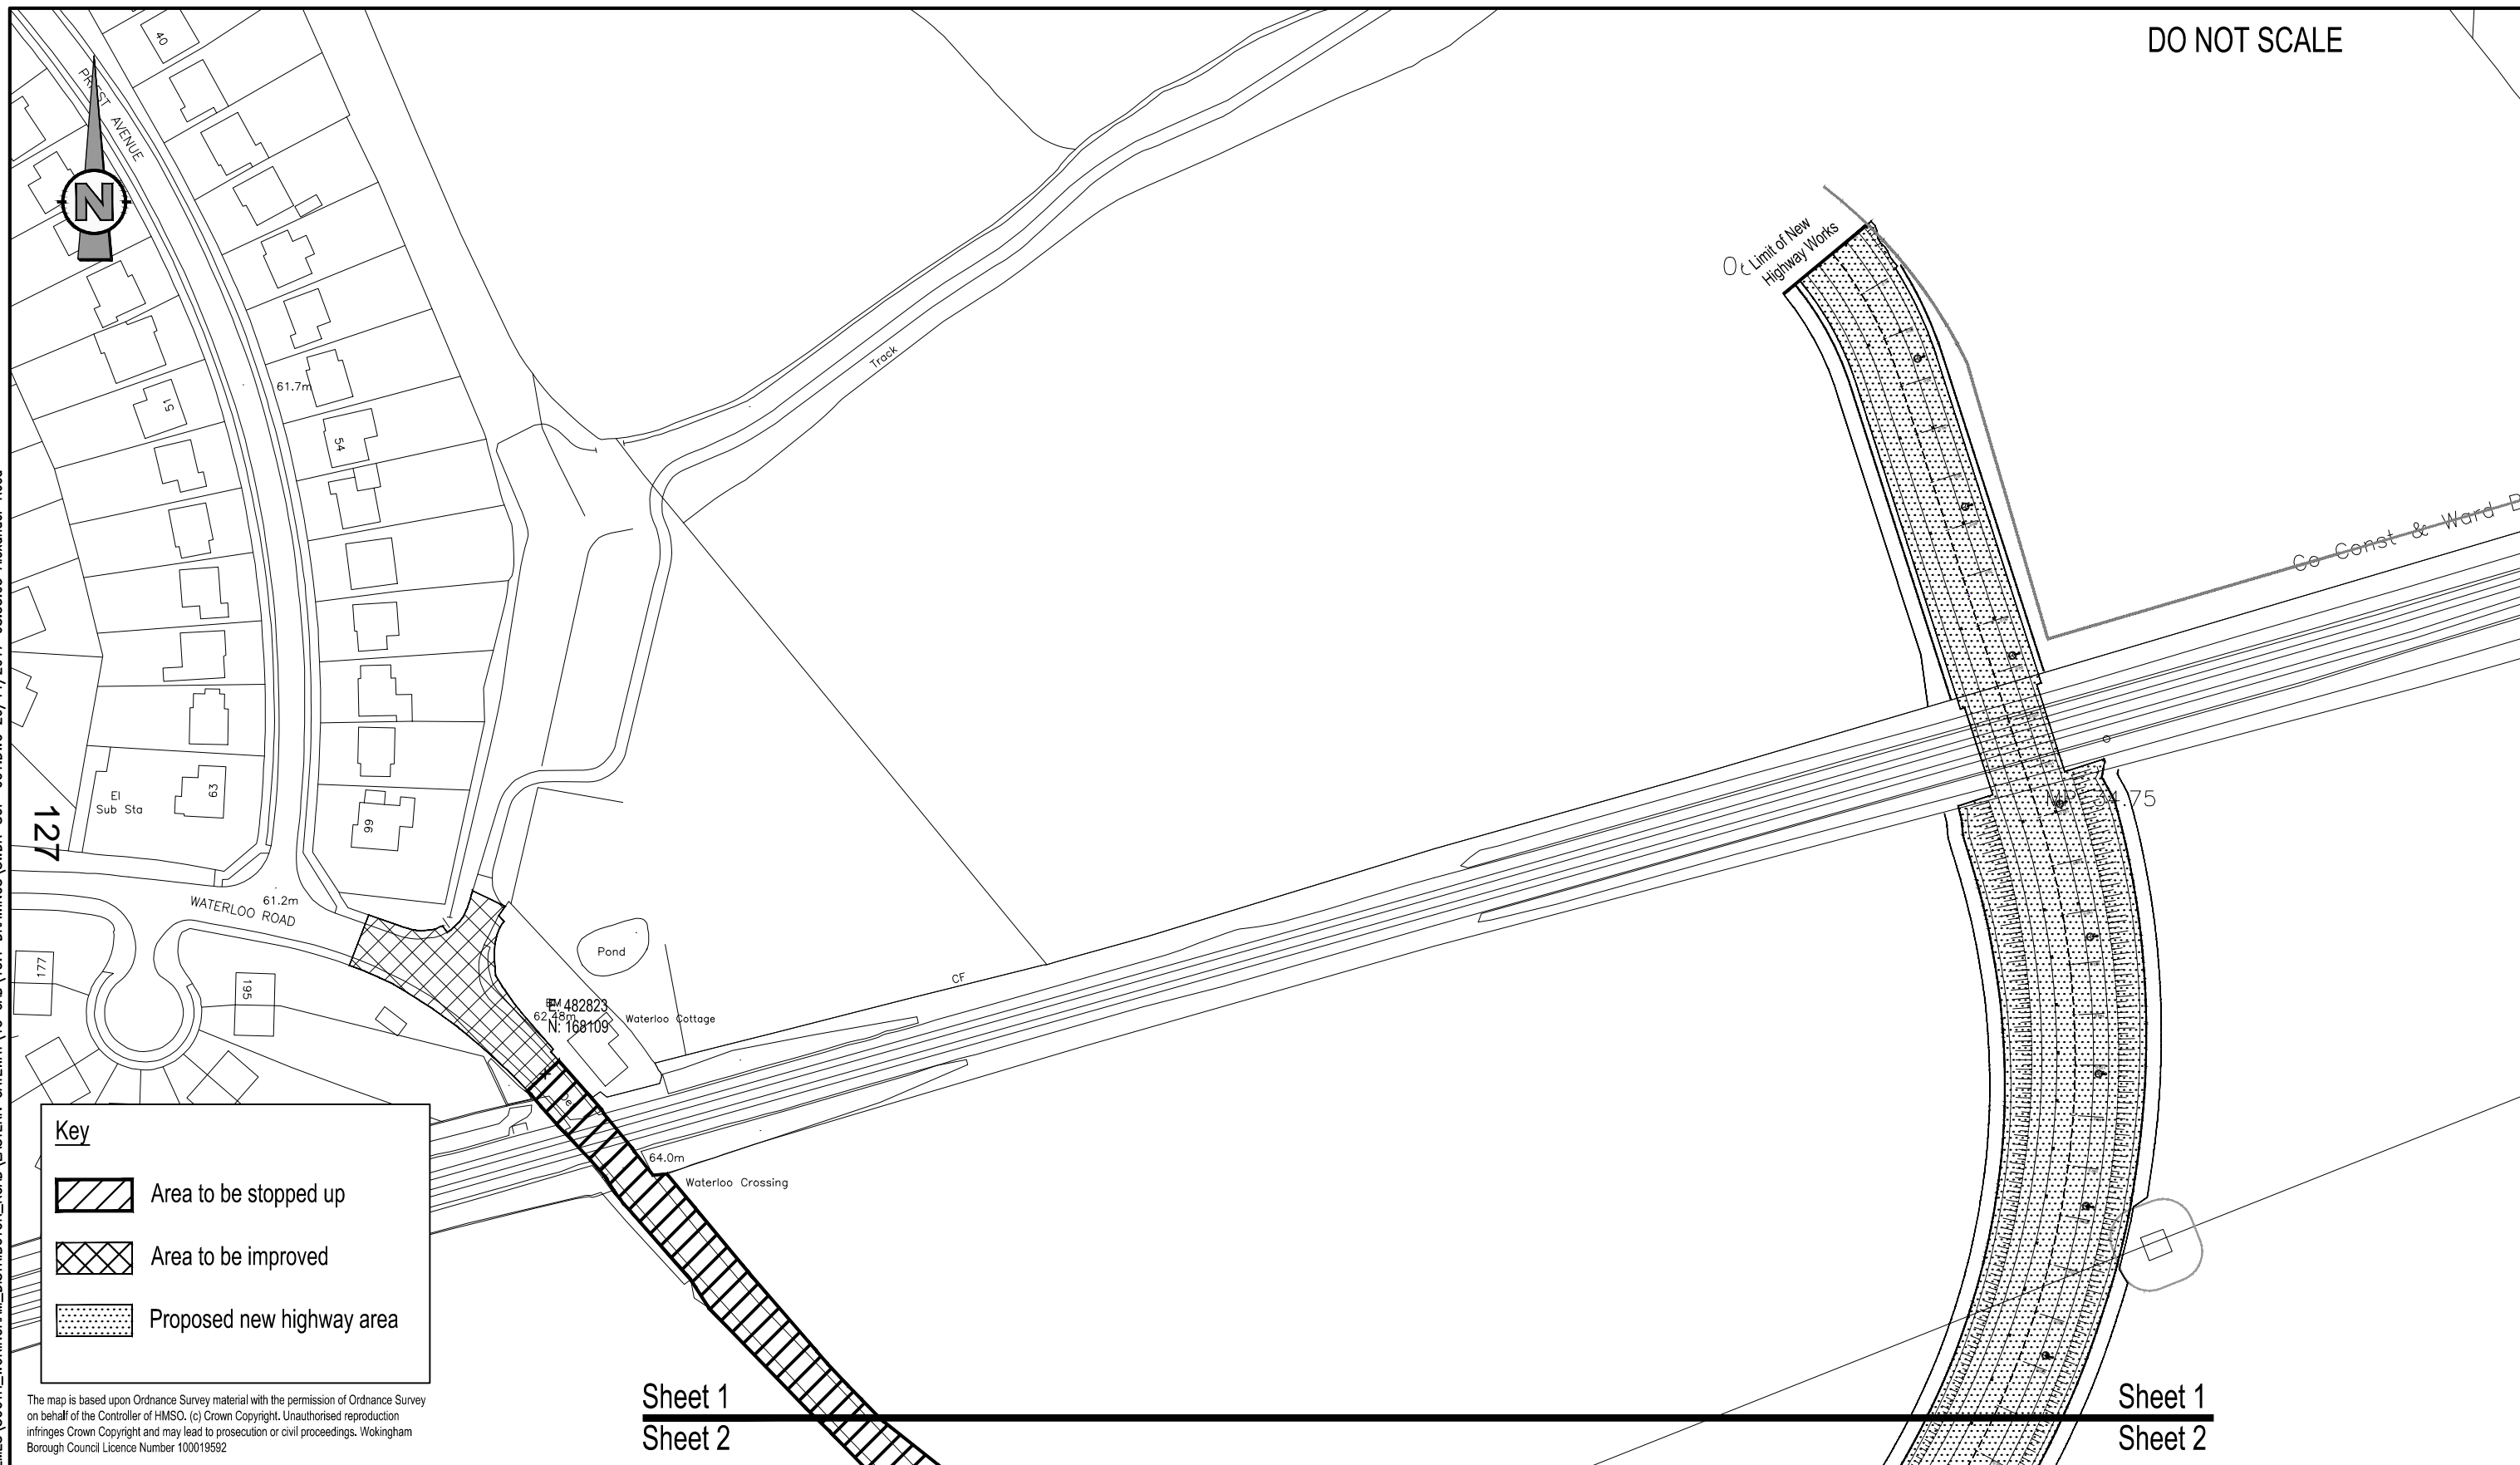 DO NOT SCALE
40
PRIEST AVENUE
N
Limit of New
Highway Works
Track
61.7m
51
54
Co Const & Ward
El
Sub Sta
63
66
127
61.2m
WATERLOO ROAD
177
195
Pond
BM
62.48m
E: 482823
N: 168109
Waterloo Cottage
CF
MP 34.75
64.0m
Waterloo Crossing
Key
Area to be stopped up
Area to be improved
Proposed new highway area
The map is based upon Ordnance Survey material with the permission of Ordnance Survey
on behalf of the Controller of HMSO. (c) Crown Copyright. Unauthorised reproduction
infringes Crown Copyright and may lead to prosecution or civil proceedings. Wokingham
Borough Council Licence Number 100019592
Sheet 1
Sheet 2
Sheet 1
Sheet 2